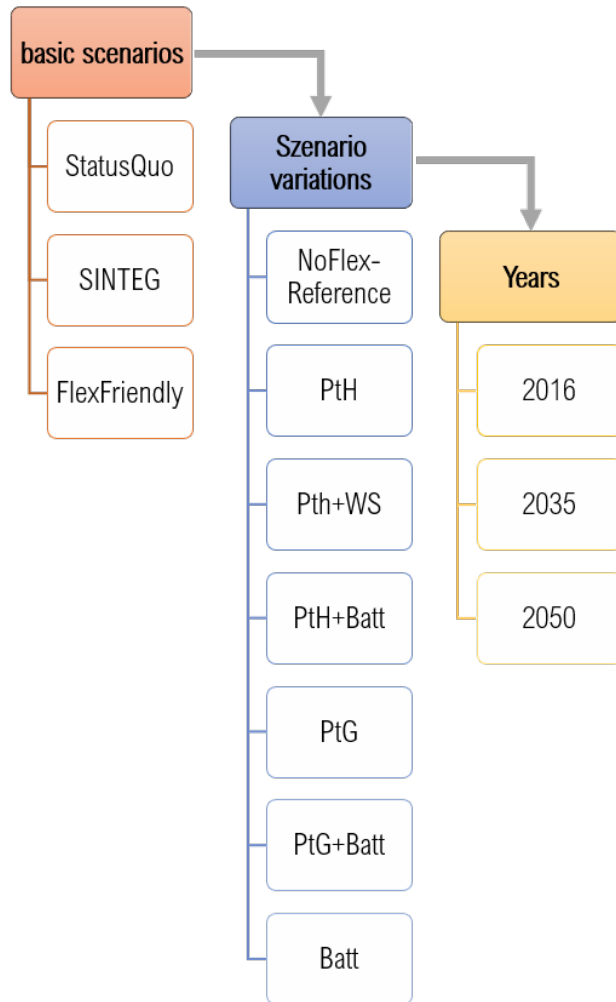 basic scenarios
StatusQuo
SINTEG
FlexFriendly
Szenario
variations
NoFlex-
Reference
PtH
Pth+WS
PtH+Batt
PtG
PtG+Batt
Batt
Years
2016
2035
2050